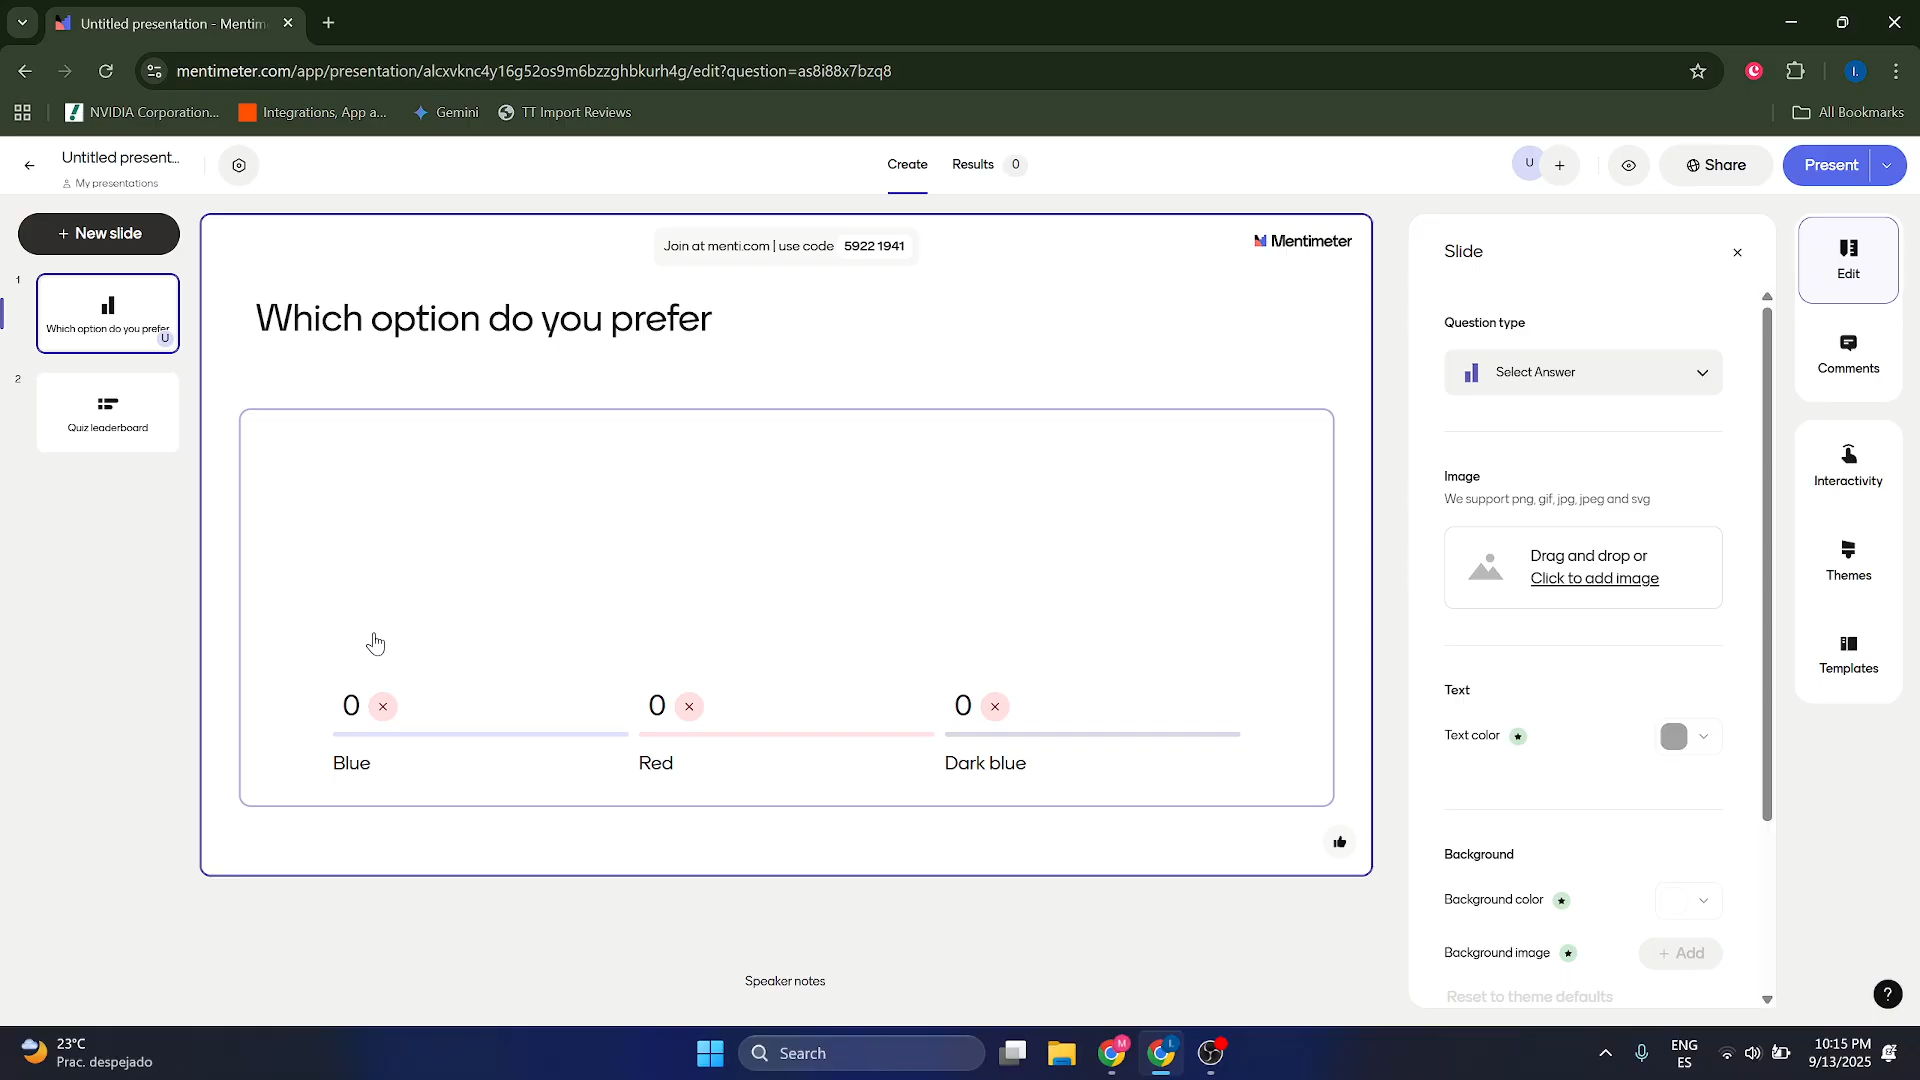 Untitled presentation - Mentim
mentimeter.com/app/presentation/alcxvknc4y16g52os9m6bzzghbkurh4g/edit?question=as8i88x7bzq8
NVIDIA Corporation...
Integrations, App a...
Gemini
TT Import Reviews
All Bookmarks
Untitled present...
My presentations
Create
Results 0
U
Share
Present
+ New slide
1
Which option do you prefer
U
2
Quiz leaderboard
Join at menti.com | use code 5922 1941
Mentimeter
Which option do you prefer
0
0
0
Blue
Red
Dark blue
Speaker notes
Slide
Question type
Select Answer
Image
We support png, gif, jpg, jpeg and svg
Drag and drop or
Click to add image
Text
Text color
Background
Background color
Background image
+ Add
Reset to theme defaults
Edit
Comments
Interactivity
Themes
Templates
?
23°C
Prac. despejado
Search
M
I.
ENG
ES
10:15 PM
9/13/2025